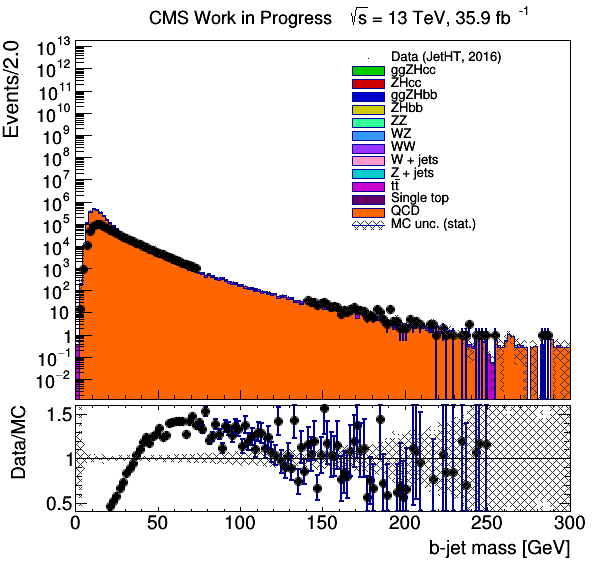 CMS Work in Progress √s = 13 TeV, 35.9 fb⁻¹
Events/2.0
10¹³
10¹²
10¹¹
10¹⁰
10⁹
10⁸
10⁷
10⁶
10⁵
10⁴
10³
10²
10
1
10⁻¹
10⁻²
Data (JetHT, 2016)
ggZHcc
ZHcc
ggZHbb
ZHbb
ZZ
WZ
WW
W + jets
Z + jets
tt̄
Single top
QCD
MC unc. (stat.)
Data/MC
1.5
1
0.5
0 50 100 150 200 250 300
b-jet mass [GeV]